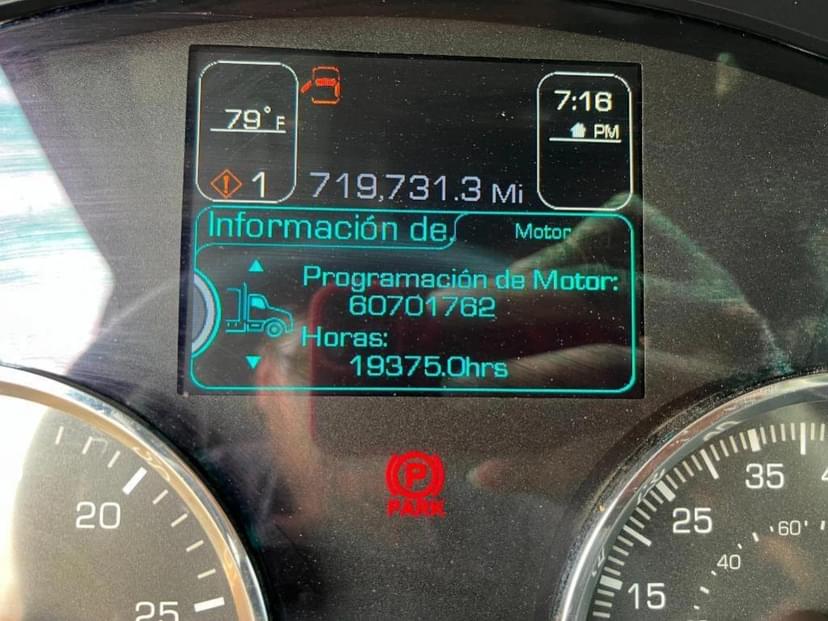 79°F
7:16
PM
1
719,731.3 Mi
Información de
Motor
Programación de Motor:
60701762
Horas:
19375.0hrs
P
PARK
20
25
35
25
15
60
40